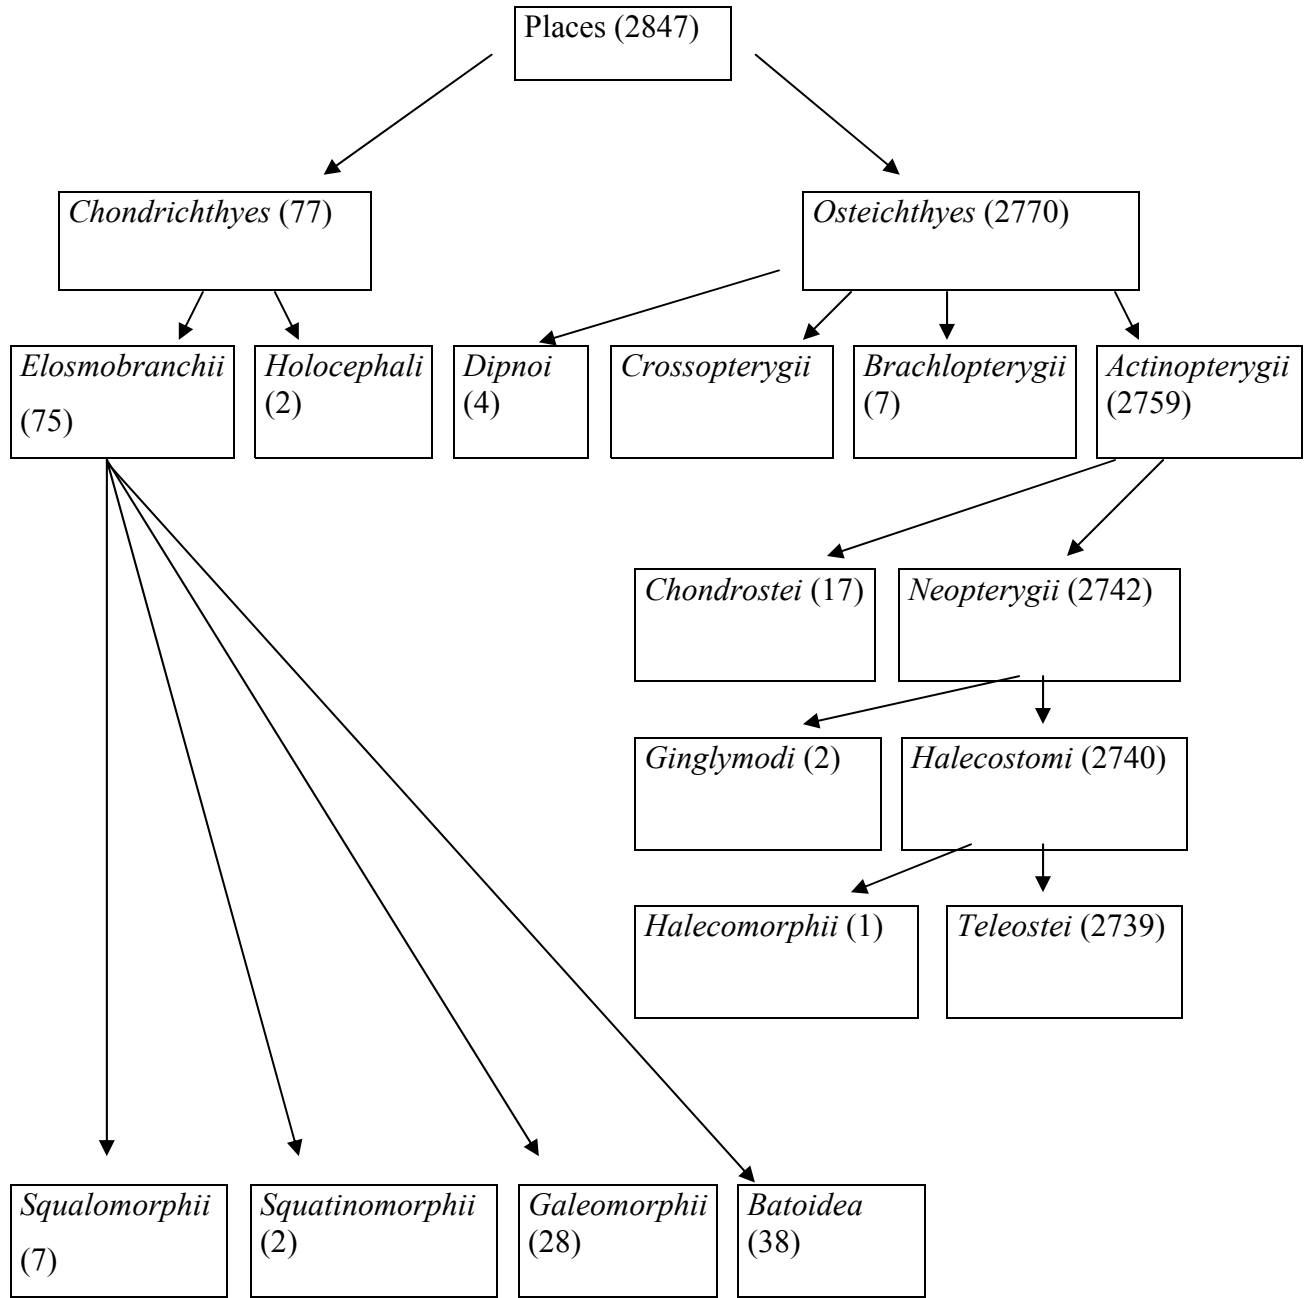 Places (2847)
Chondrichthyes (77)
Osteichthyes (2770)
Elosmobranchii
(75)
Holocephali
(2)
Dipnoi
(4)
Crossopterygii
Brachlopterygii
(7)
Actinopterygii
(2759)
Chondrostei (17)
Neopterygii (2742)
Ginglymodi (2)
Halecostomi (2740)
Halecomorphii (1)
Teleostei (2739)
Squalomorphii
(7)
Squatinomorphii
(2)
Galeomorphii
(28)
Batoidea
(38)